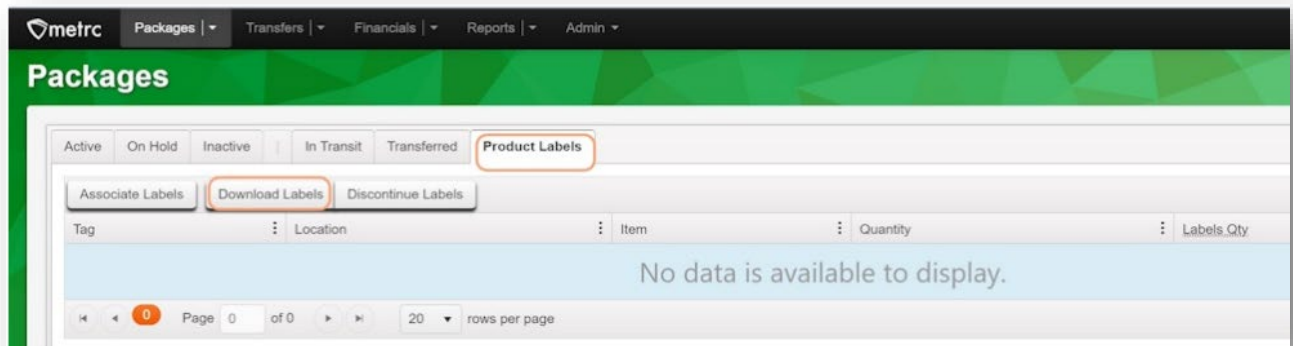 metrc Packages | Transfers | Financials | Reports | Admin
Packages
Active On Hold Inactive In Transit Transferred Product Labels
Associate Labels Download Labels Discontinue Labels
Tag Location Item Quantity Labels Qty
No data is available to display.
0 Page 0 of 0 20 rows per page